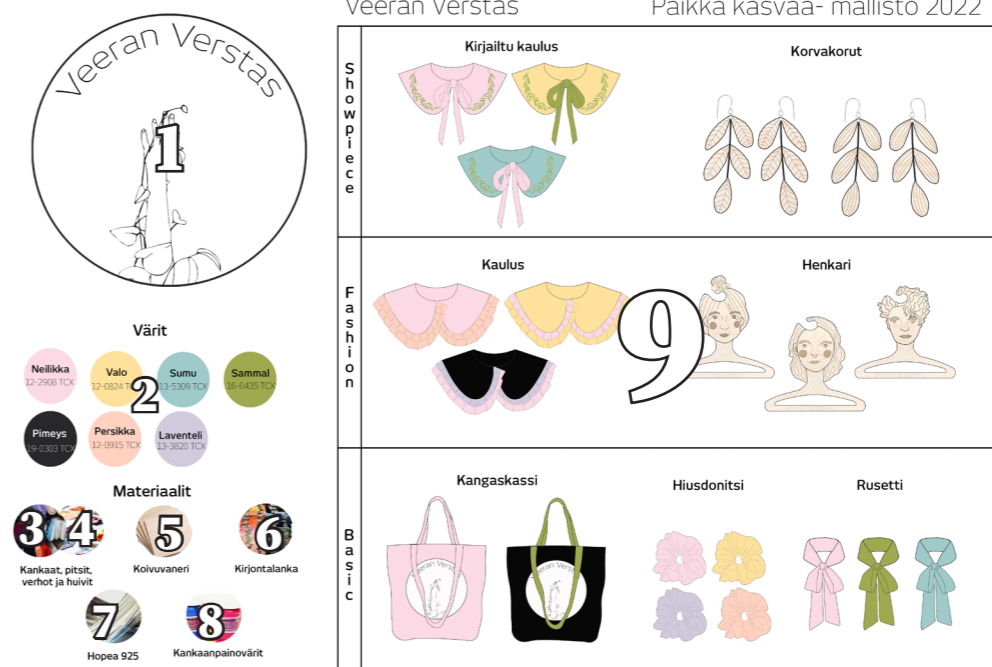 Veeran Verstas
1
Värit
Neilikka
12-2908 TCX
Valo
12-0824 T
2
Sumu
13-5309 TCX
Sammal
16-0435 TCX
Pimeys
19-0303 TCX
Persikka
12-0915 TCX
Laventeli
13-3820 TCX
Materiaalit
3
4
Kankaat, pitsit,
verhot ja huivit
5
Koivuvaneri
6
Kirjontalanka
7
Hopea 925
8
Kankaanpainovärit
Veeran Verstas
Paikka kasvaa- mallisto 2022
Showpiece
Kirjailtu kaulus
Korvakorut
Fashion
Kaulus
9
Henkari
Basic
Kangaskassi
Veeran Verstas
Veeran Verstas
Hiusdonitsi
Rusetti